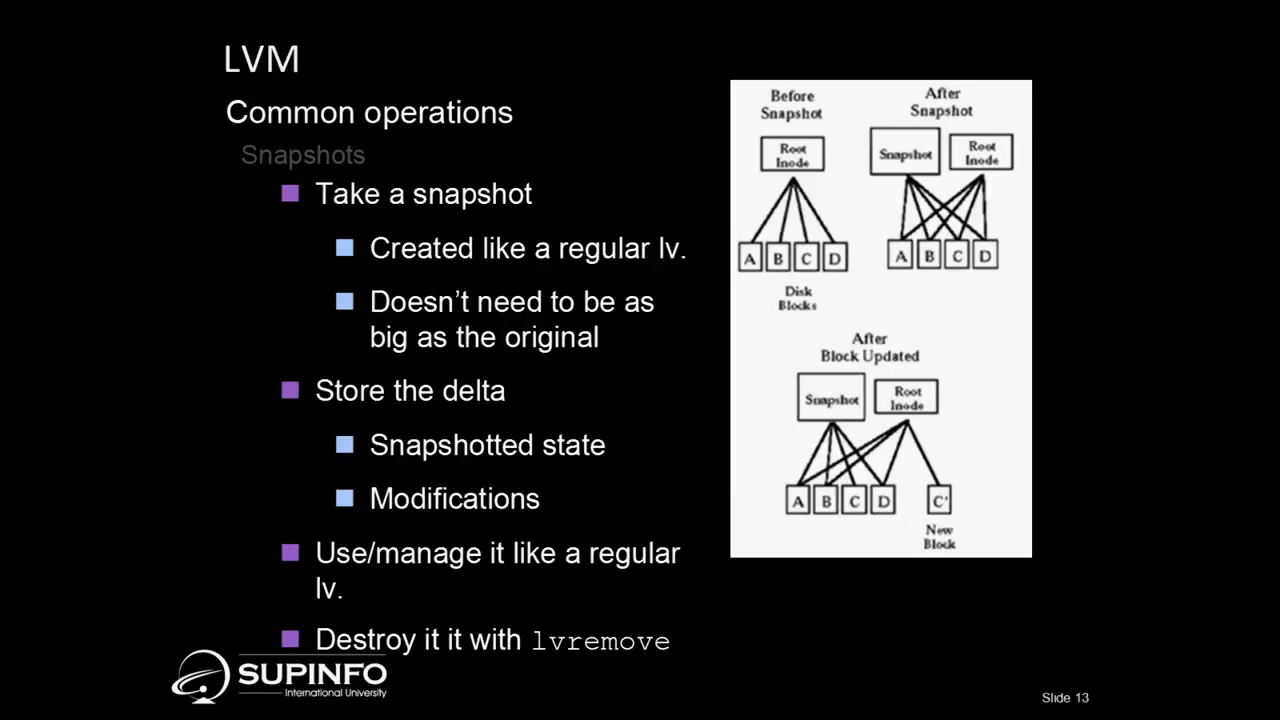 LVM
Common operations
Snapshots
Take a snapshot
Created like a regular lv.
Doesn’t need to be as
big as the original
Store the delta
Snapshotted state
Modifications
Use/manage it like a regular
lv.
Destroy it it with lvremove
Before
Snapshot
Root
Inode
A B C D
Disk
Blocks
After
Snapshot
Snapshot
Root
Inode
A B C D
After
Block Updated
Snapshot
Root
Inode
A B C D C'
New
Block
SUPINFO
International University
Slide 13